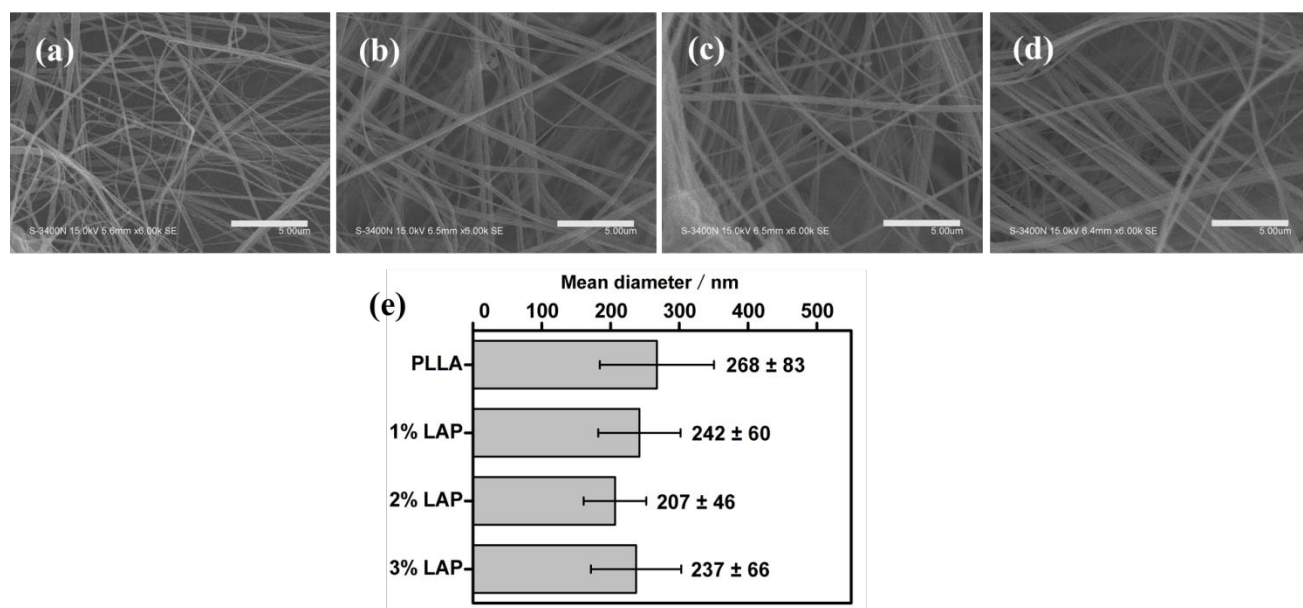 (a)
S-3400N 15.0kV 5.6mm x6.00k SE
5.00um
(b)
S-3400N 15.0kV 6.5mm x6.00k SE
5.00um
(c)
S-3400N 15.0kV 6.5mm x6.00k SE
5.00um
(d)
S-3400N 15.0kV 6.4mm x6.00k SE
5.00um
(e)
Mean diameter / nm
0 100 200 300 400 500
PLLA 268 ± 83
1% LAP 242 ± 60
2% LAP 207 ± 46
3% LAP 237 ± 66